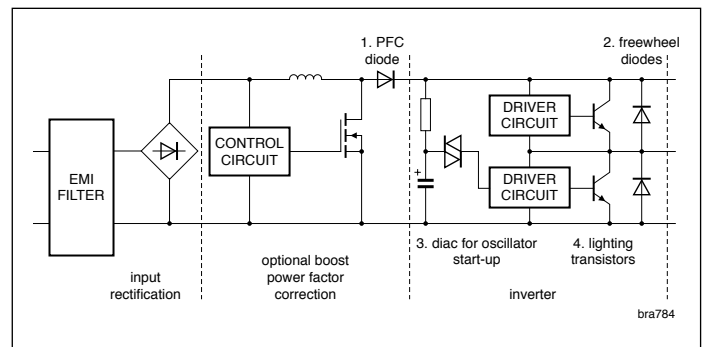 1. PFC
diode
2. freewheel
diodes
EMI
FILTER
CONTROL
CIRCUIT
DRIVER
CIRCUIT
+
DRIVER
CIRCUIT
input
rectification
optional boost
power factor
correction
3. diac for oscillator
start-up
4. lighting
transistors
inverter
bra784